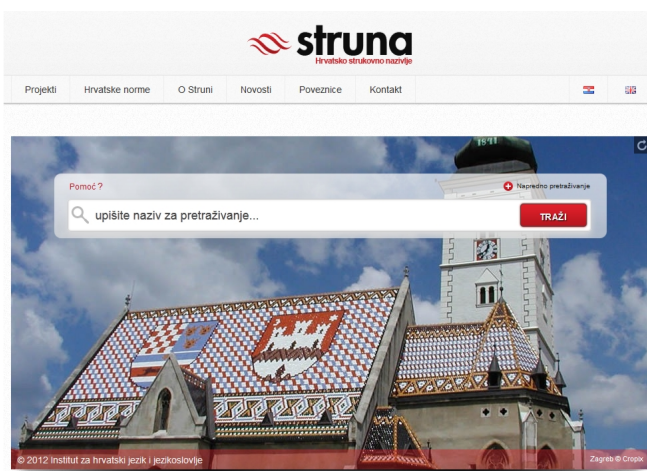 struna
Hrvatsko strukovno nazivlje
Projekti Hrvatske norme O Struni Novosti Poveznice Kontakt
1841
Pomoć ?
Napredno pretraživanje
upišite naziv za pretraživanje...
TRAŽI
© 2012 Institut za hrvatski jezik i jezikoslovlje
Zagreb © Cropix